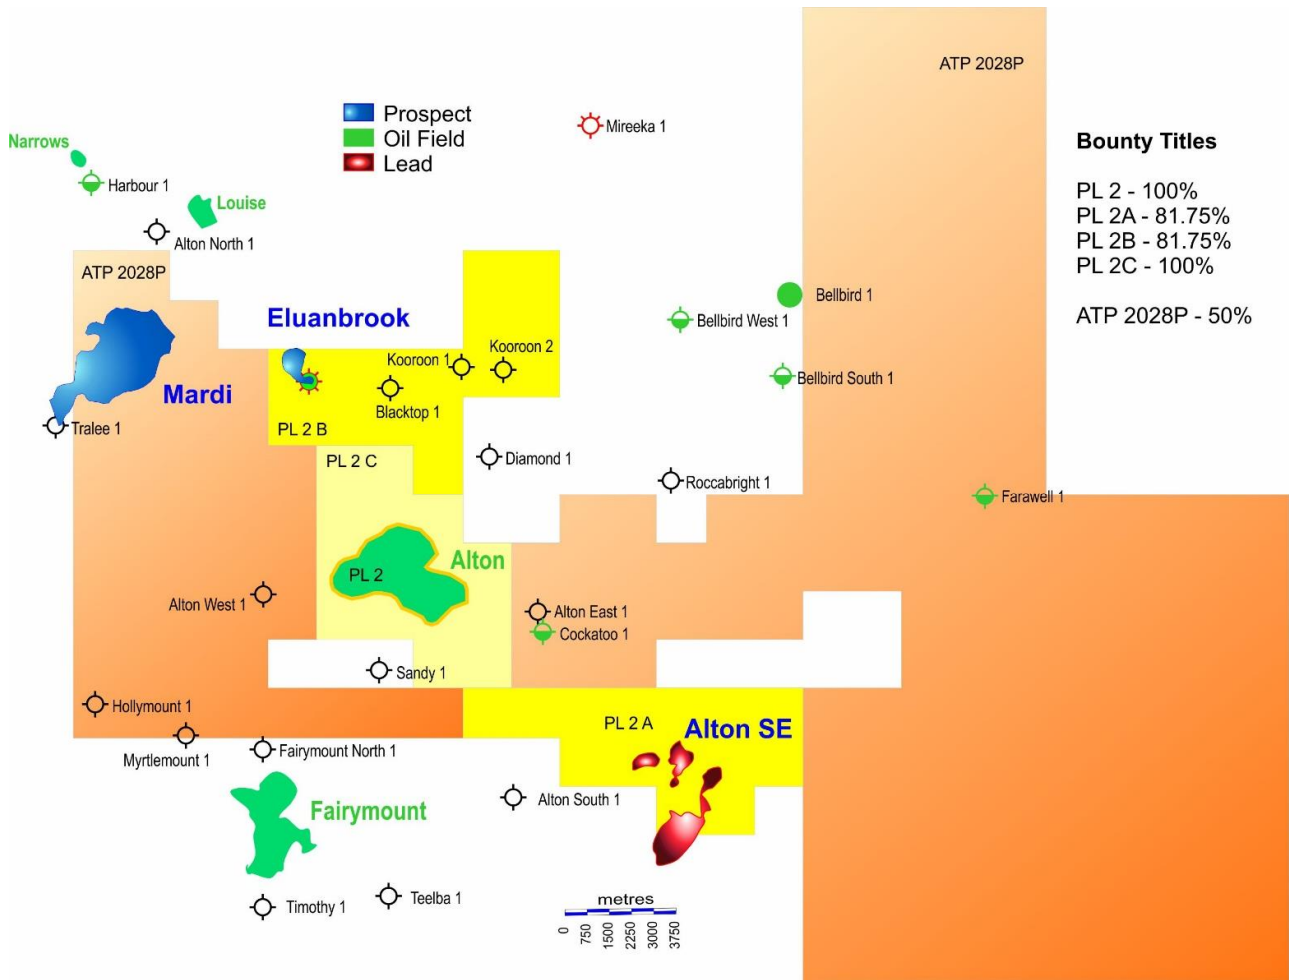 ATP 2028P
Prospect
Oil Field
Lead
Mireeka 1
Bounty Titles
PL 2 - 100%
PL 2A - 81.75%
PL 2B - 81.75%
PL 2C - 100%
ATP 2028P - 50%
Narrows
Harbour 1
Louise
Alton North 1
ATP 2028P
Eluanbrook
Bellbird 1
Bellbird West 1
Kooroon 1
Kooroon 2
Bellbird South 1
Mardi
Blacktop 1
Tralee 1
PL 2 B
PL 2 C
Diamond 1
Roccabright 1
Farawell 1
Alton
PL 2
Alton West 1
Alton East 1
Cockatoo 1
Sandy 1
Hollymount 1
PL 2 A
Alton SE
Myrtlemount 1
Fairymount North 1
Alton South 1
Fairymount
Teelba 1
Timothy 1
metres
0
750
1500
2250
3000
3750